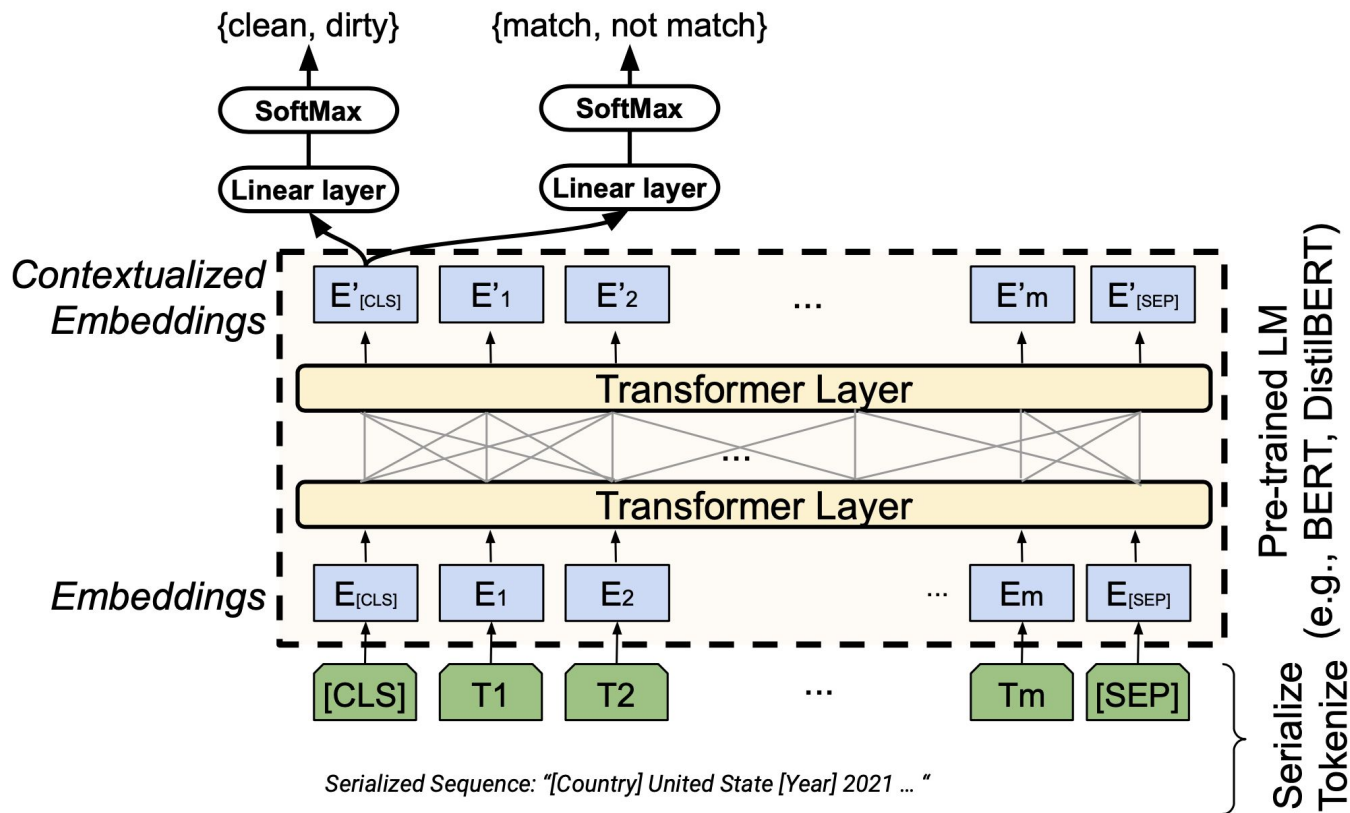 {clean, dirty} {match, not match}
SoftMax SoftMax
Linear layer Linear layer
Contextualized
Embeddings
E'[CLS] E'1 E'2 ... E'm E'[SEP]
Transformer Layer
...
Transformer Layer
Embeddings
E[CLS] E1 E2 ... Em E[SEP]
[CLS] T1 T2 ... Tm [SEP]
Serialized Sequence: “[Country] United State [Year] 2021 ... “
Pre-trained LM
(e.g., BERT, DistilBERT)
Serialize
Tokenize